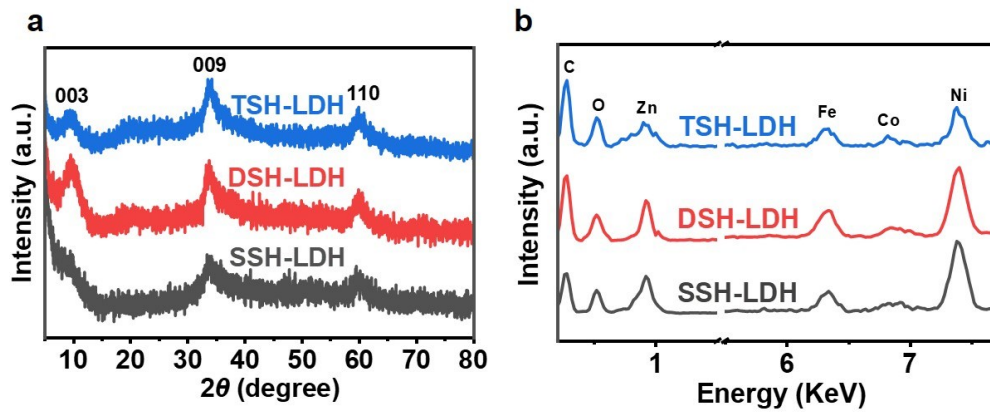 a
003
009
110
TSH-LDH
DSH-LDH
SSH-LDH
Intensity (a.u.)
10 20 30 40 50 60 70 80
2θ (degree)
b
C
O
Zn
Fe
Co
Ni
TSH-LDH
DSH-LDH
SSH-LDH
Intensity (a.u.)
1 6 7
Energy (KeV)